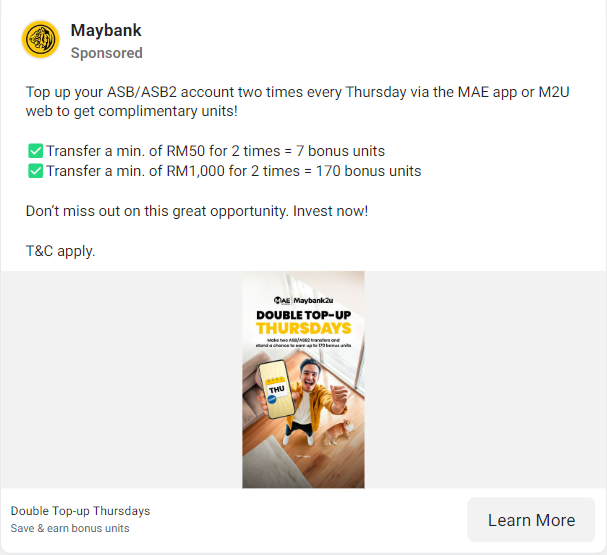 Maybank
Sponsored
Top up your ASB/ASB2 account two times every Thursday via the MAE app or M2U
web to get complimentary units!
✅Transfer a min. of RM50 for 2 times = 7 bonus units
✅Transfer a min. of RM1,000 for 2 times = 170 bonus units
Don’t miss out on this great opportunity. Invest now!
T&C apply.
MAE Maybank2u
DOUBLE TOP-UP
THURSDAYS
Make two ASB/ASB2 transfers and
stand a chance to earn up to 170 bonus units
THU
Double Top-up Thursdays
Save & earn bonus units
Learn More